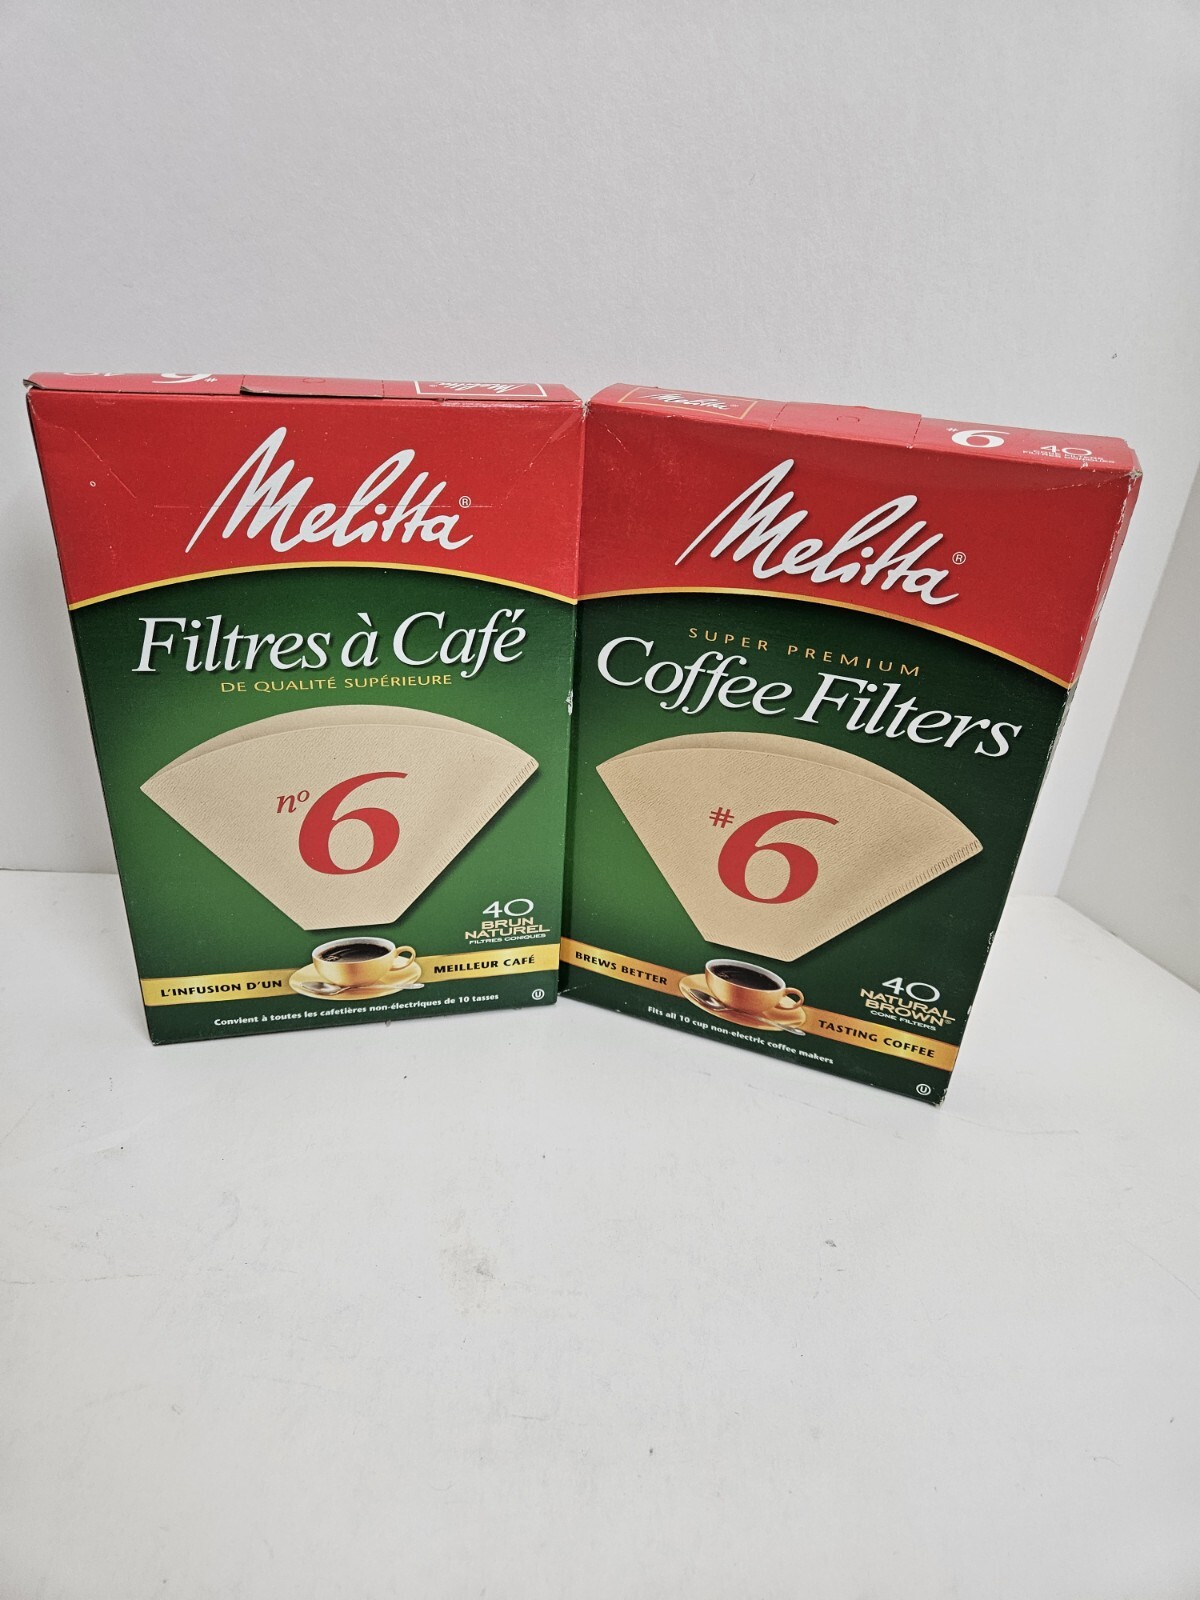 #6
Melitta
Melitta®
Filtres à Café
DE QUALITÉ SUPÉRIEURE
nº6
40
BRUN
NATUREL
FILTRES CONIQUES
L'INFUSION D'UN MEILLEUR CAFÉ
Convient à toutes les cafetières non-électriques de 10 tasses
U
Melitta
#6 40
Melitta®
SUPER PREMIUM
Coffee Filters
#6
40
NATURAL
BROWN®
CONE FILTERS
BREWS BETTER TASTING COFFEE
Fits all 10 cup non-electric coffee makers
U